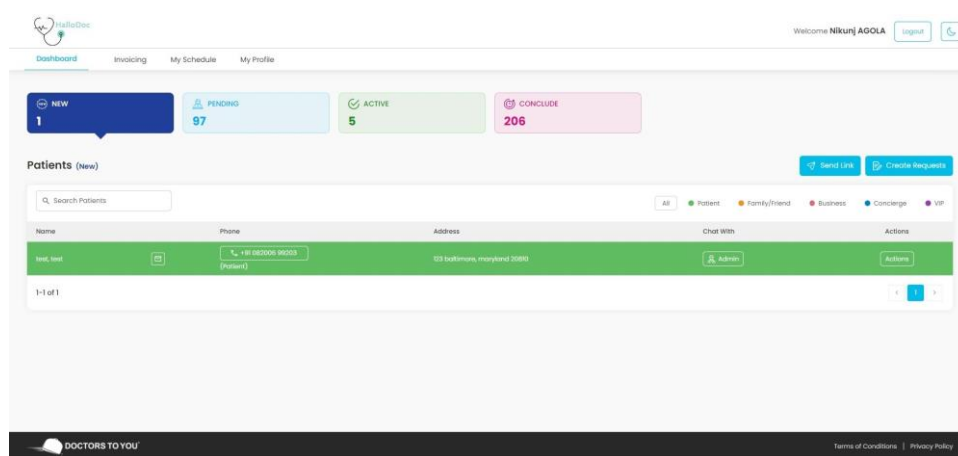 HalloDoc
Welcome Nikunj AGOLA Logout
Dashboard Invoicing My Schedule My Profile
NEW PENDING ACTIVE CONCLUDE
1 97 5 206
Patients (New) Send Link Create Requests
Search Patients All Patient Family/Friend Business Concierge VIP
Name Phone Address Chat With Actions
test, test +91 082006 99203 123 baltimore, maryland 20810 Admin Actions
(Patient)
1-1 of 1 1
DOCTORS TO YOU Terms of Conditions | Privacy Policy